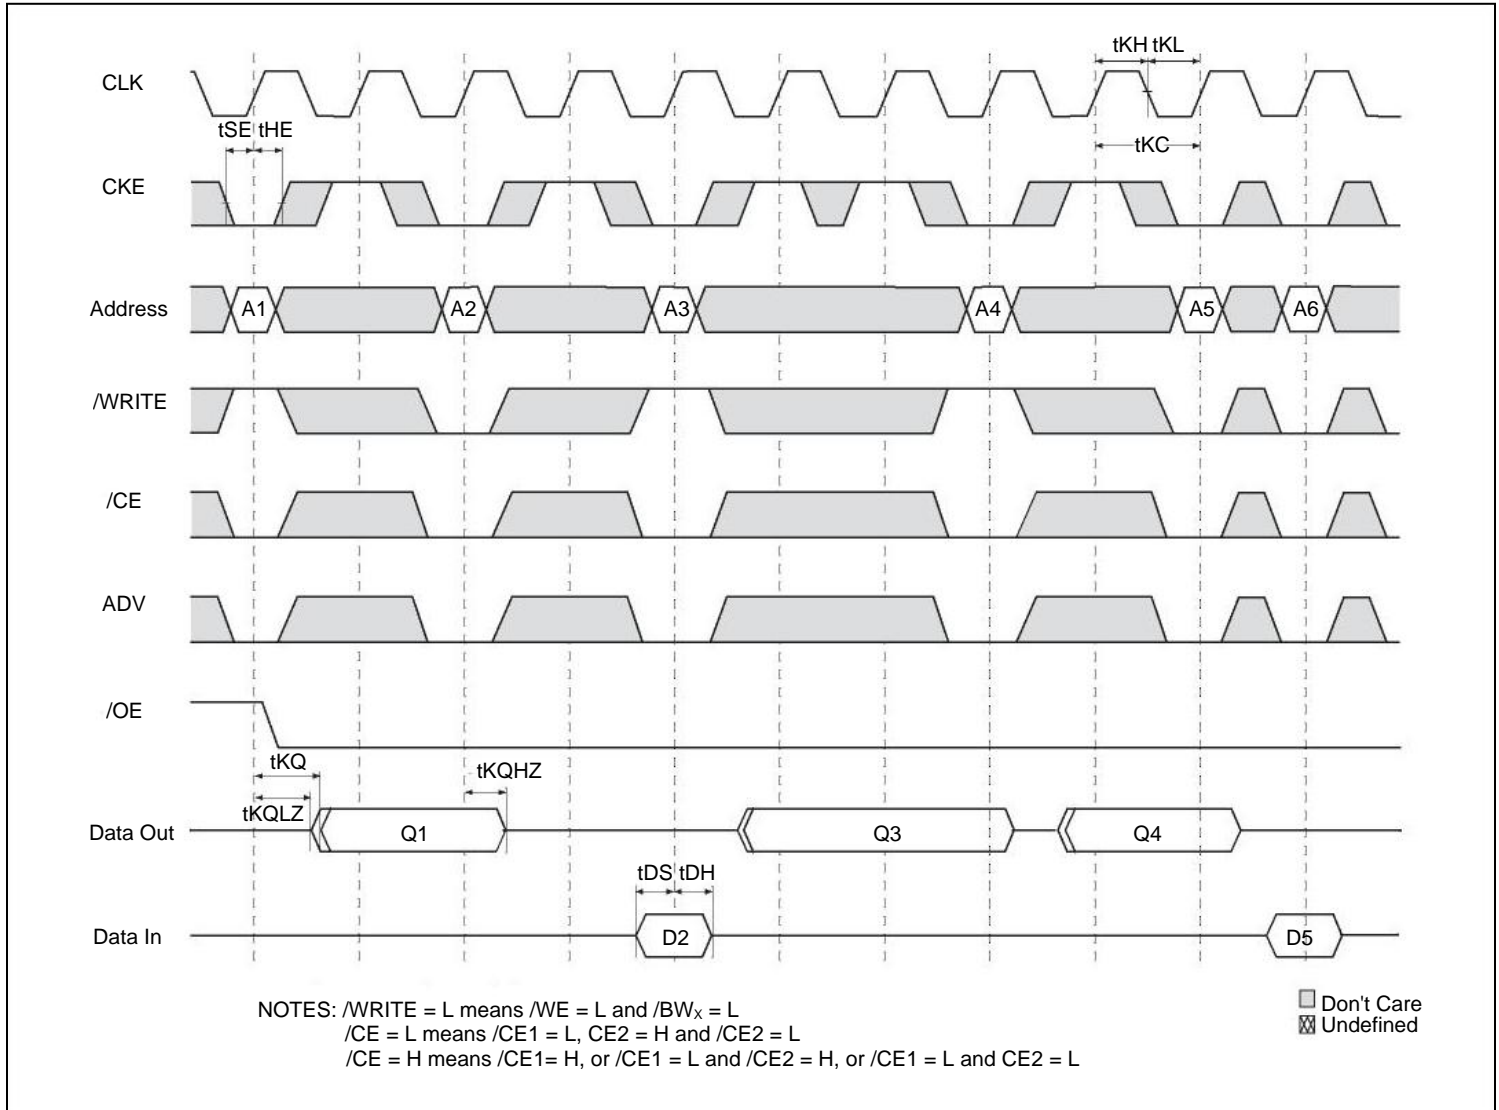 tKH tKL
CLK
tSE tHE
tKC
CKE
Address A1 A2 A3 A4 A5 A6
/WRITE
/CE
ADV
/OE
tKQ
tKQHZ
tKQLZ
Data Out Q1 Q3 Q4
tDS tDH
Data In D2 D5
NOTES: /WRITE = L means /WE = L and /BWX = L
/CE = L means /CE1 = L, CE2 = H and /CE2 = L
/CE = H means /CE1= H, or /CE1 = L and /CE2 = H, or /CE1 = L and CE2 = L
Don't Care
Undefined